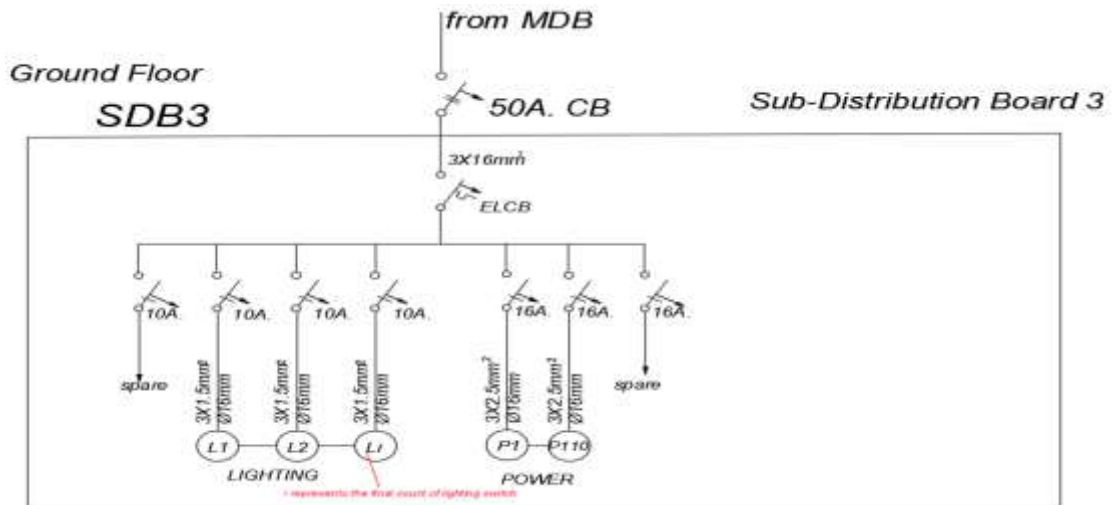 from MDB
Ground Floor
SDB3
50A. CB
Sub-Distribution Board 3
3X16mm²
ELCB
10A.
10A.
10A.
10A.
16A.
16A.
16A.
spare
3X1.5mm²
Ø16mm
3X1.5mm²
Ø16mm
3X1.5mm²
Ø16mm
3X2.5mm²
Ø16mm
3X2.5mm²
Ø16mm
spare
L1
L2
LI
P1
P110
LIGHTING
POWER
I represents the final count of lighting switch